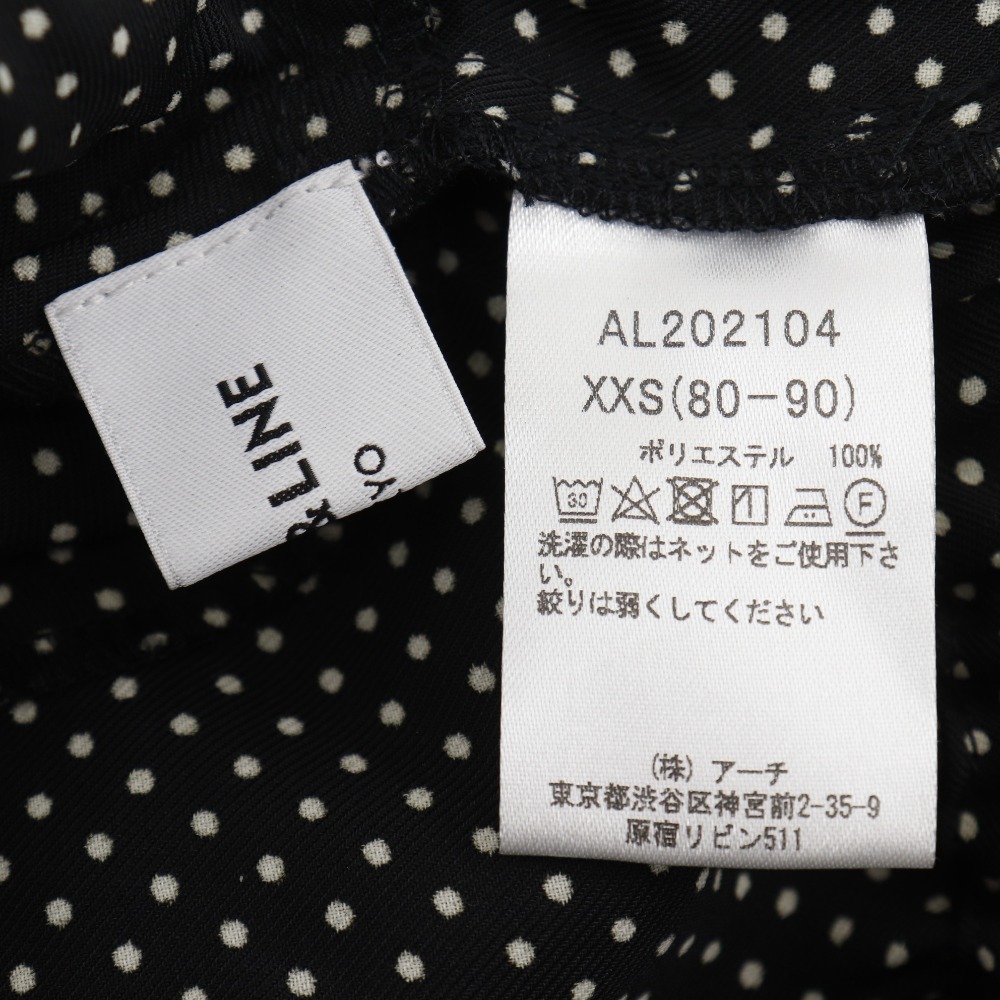 & LINE
YO
AL202104
XXS(80-90)
ポリエステル 100%
30
F
洗濯の際はネットをご使用下さ
い。
絞りは弱くしてください
(株) アーチ
東京都渋谷区神宮前2-35-9
原宿リビン511